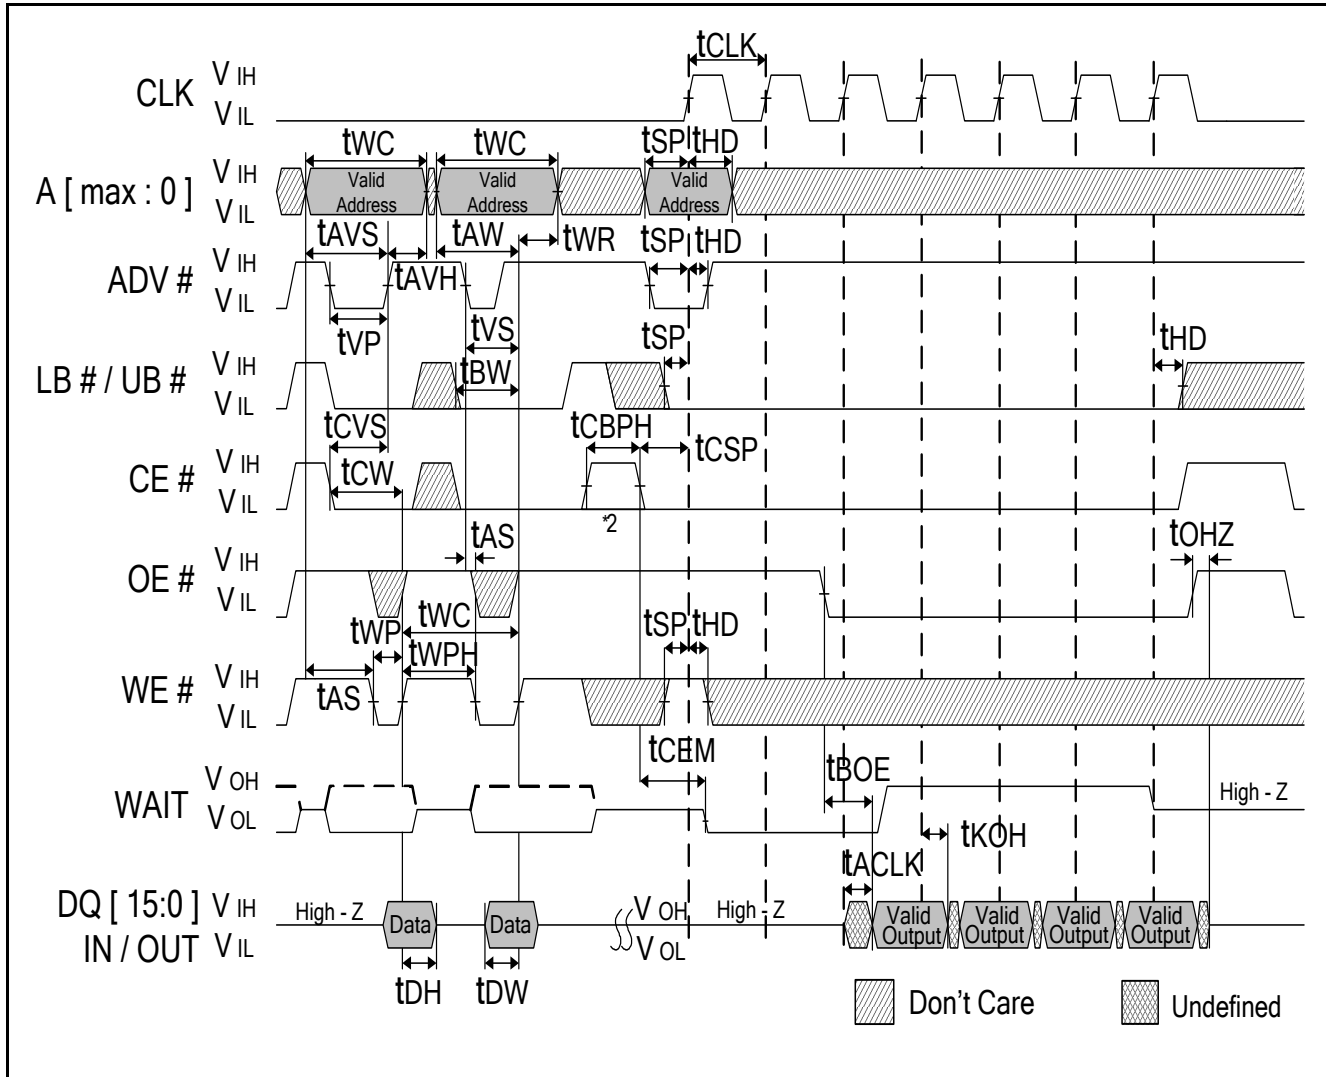 tCLK
CLK V IH
V IL
tWC tWC tSP tHD
A [ max : 0 ] V IH
V IL
Valid Address
Valid Address
Valid Address
tAVS tAW tWR tSP tHD
ADV # V IH
V IL
tAVH
tVP tVS tSP tHD
LB # / UB # V IH
V IL
tBW
tCVS tCBPH tCSP
CE # V IH
V IL
tCW
*2
tAS tOHZ
OE # V IH
V IL
tWP tWC tSP tHD
tWPH
WE # V IH
V IL
tAS
tCEM tBOE
WAIT V OH
V OL
High - Z
tKOH
tACLK
DQ [ 15:0 ] V IH
IN / OUT V IL
High - Z
Data
Data
V OH
V OL
High - Z
Valid Output
Valid Output
Valid Output
Valid Output
tDH tDW
Don't Care
Undefined